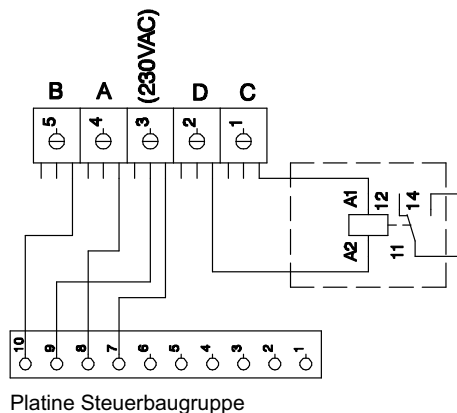 (230VAC)
B A D C
5 4 3 2 1
A1 12 14
A2 11
10 9 8 7 6 5 4 3 2 1
Platine Steuerbaugruppe